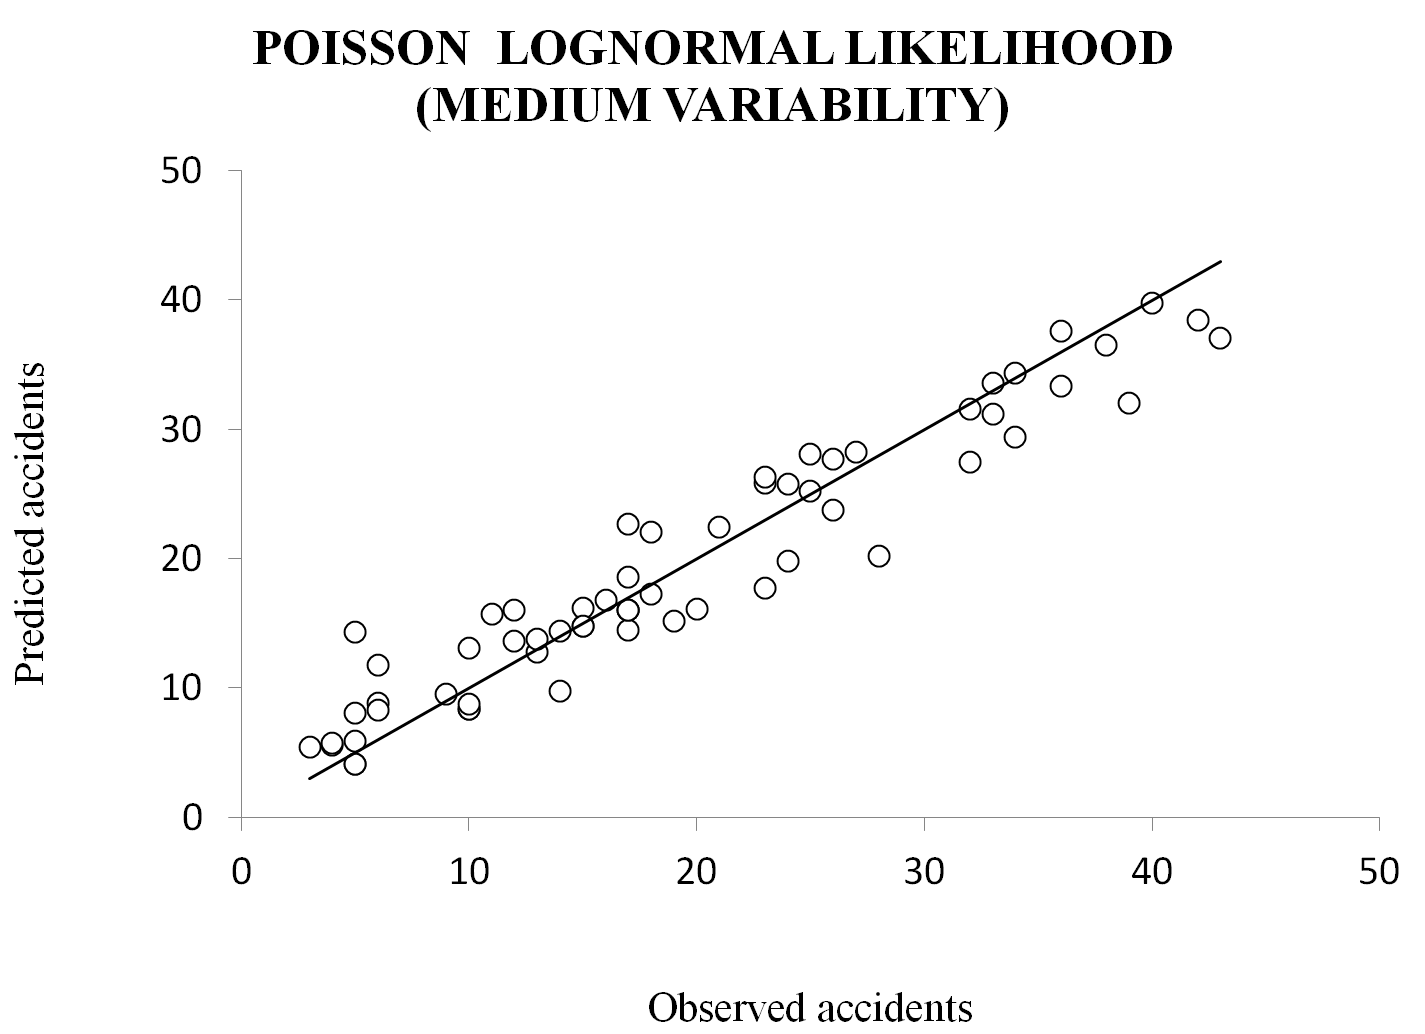 POISSON LOGNORMAL LIKELIHOOD
(MEDIUM VARIABILITY)
50
40
30
20
10
0
Predicted accidents
0 10 20 30 40 50
Observed accidents